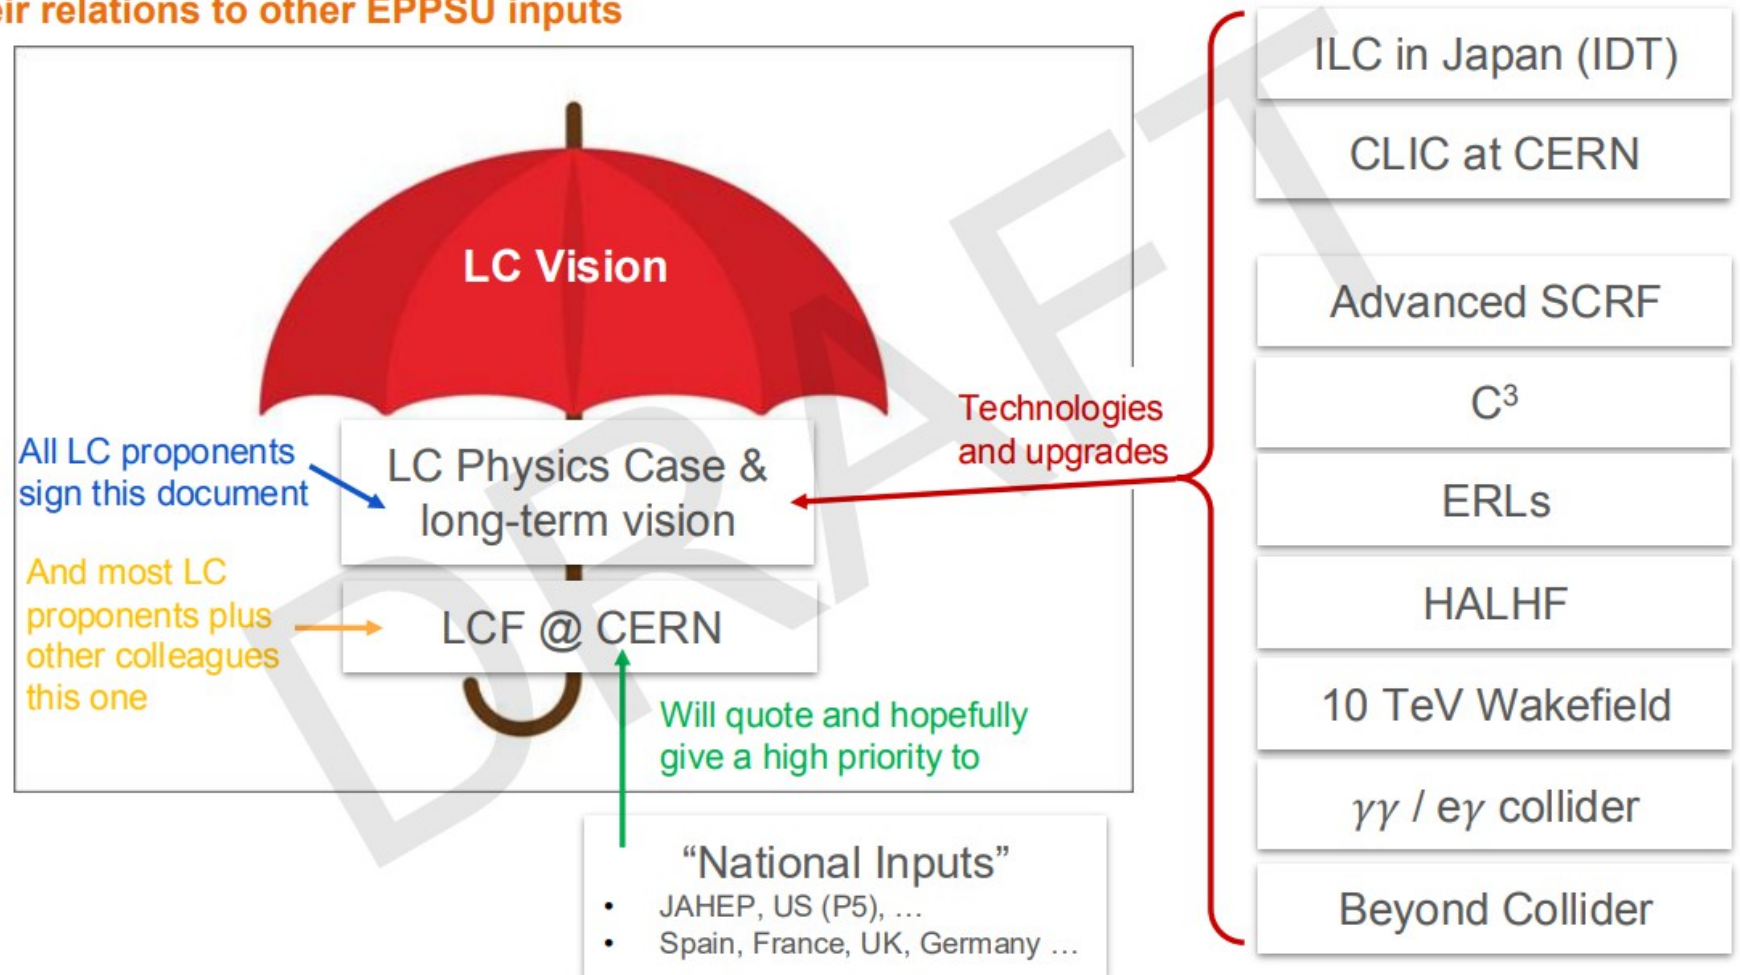 eir relations to other EPPSU inputs
LC Vision
All LC proponents
sign this document
LC Physics Case &
long-term vision
And most LC
proponents plus
other colleagues
this one
LCF @ CERN
Will quote and hopefully
give a high priority to
"National Inputs"
• JAHEP, US (P5), …
• Spain, France, UK, Germany …
Technologies
and upgrades
ILC in Japan (IDT)
CLIC at CERN
Advanced SCRF
C³
ERLs
HALHF
10 TeV Wakefield
γγ / eγ collider
Beyond Collider
DRAFT